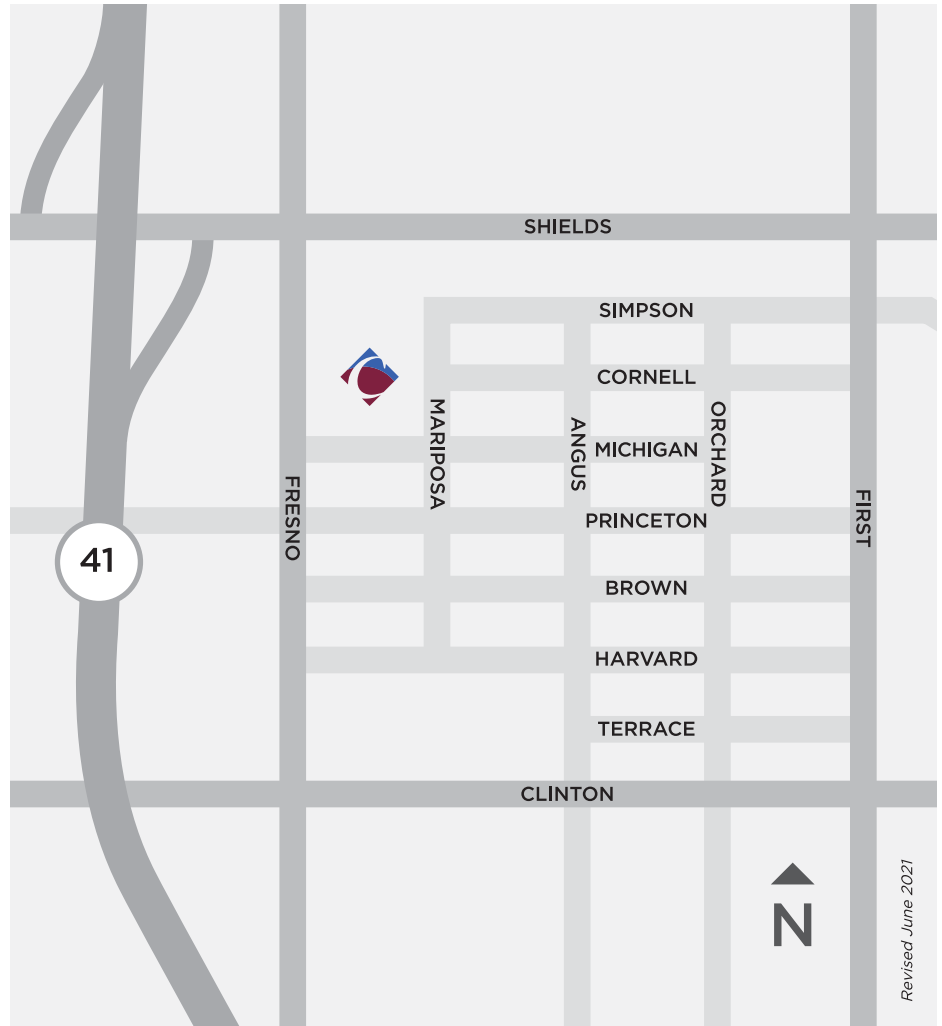 SHIELDS
SIMPSON
CORNELL
MARIPOSA
ANGUS
ORCHARD
MICHIGAN
FRESNO
FIRST
PRINCETON
41
BROWN
HARVARD
TERRACE
CLINTON
N
Revised June 2021